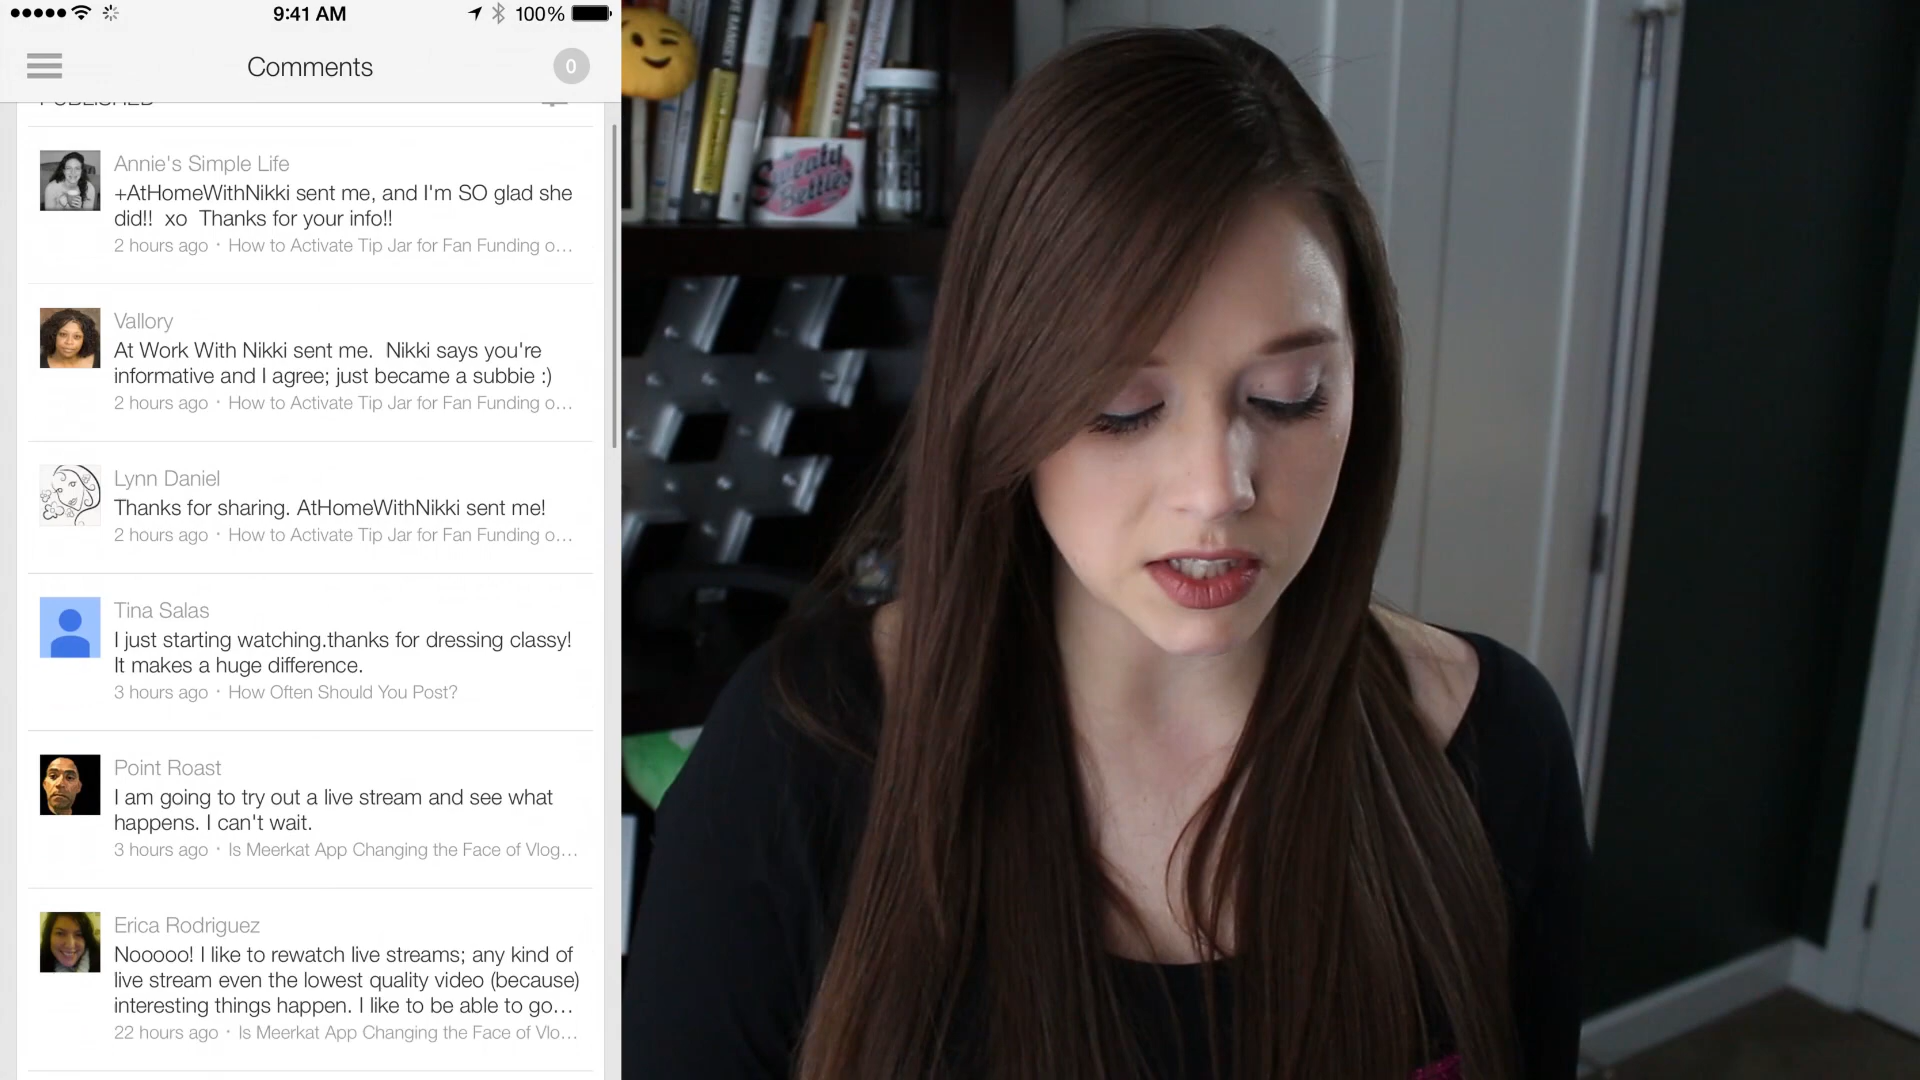 9:41 AM
100%
Comments
0
PUBLISHED
Annie's Simple Life
+AtHomeWithNikki sent me, and I'm SO glad she
did!!  xo  Thanks for your info!!
2 hours ago · How to Activate Tip Jar for Fan Funding o…
Vallory
At Work With Nikki sent me.  Nikki says you're
informative and I agree; just became a subbie :)
2 hours ago · How to Activate Tip Jar for Fan Funding o…
Lynn Daniel
Thanks for sharing. AtHomeWithNikki sent me!
2 hours ago · How to Activate Tip Jar for Fan Funding o…
Tina Salas
I just starting watching.thanks for dressing classy!
It makes a huge difference.
3 hours ago · How Often Should You Post?
Point Roast
I am going to try out a live stream and see what
happens. I can't wait.
3 hours ago · Is Meerkat App Changing the Face of Vlog…
Erica Rodriguez
Nooooo! I like to rewatch live streams; any kind of
live stream even the lowest quality video (because)
interesting things happen. I like to be able to go…
22 hours ago · Is Meerkat App Changing the Face of Vlo…
Sweaty
Betties